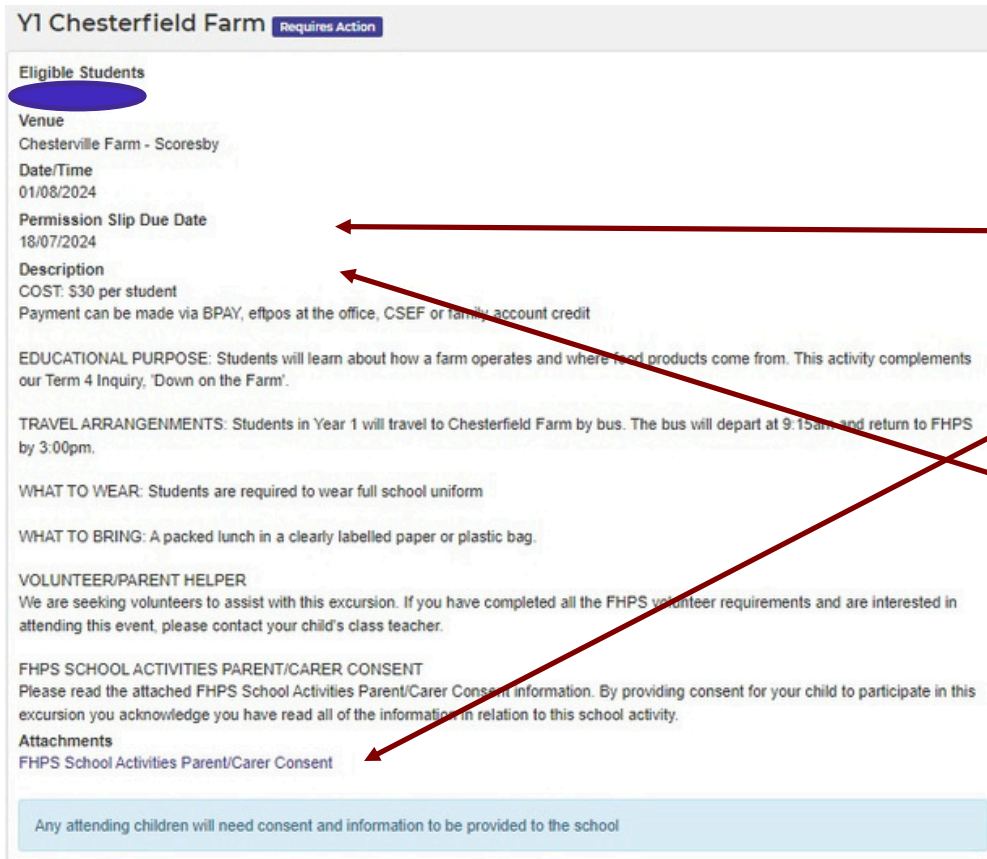 Y1 Chesterfield Farm Requires Action
Eligible Students
Venue
Chesterville Farm - Scoresby
Date/Time
01/08/2024
Permission Slip Due Date
18/07/2024
Description
COST: $30 per student
Payment can be made via BPAY, eftpos at the office, CSEF or family account credit
EDUCATIONAL PURPOSE: Students will learn about how a farm operates and where food products come from. This activity complements
our Term 4 Inquiry, 'Down on the Farm'.
TRAVEL ARRANGENMENTS: Students in Year 1 will travel to Chesterfield Farm by bus. The bus will depart at 9:15am and return to FHPS
by 3:00pm.
WHAT TO WEAR: Students are required to wear full school uniform
WHAT TO BRING: A packed lunch in a clearly labelled paper or plastic bag.
VOLUNTEER/PARENT HELPER
We are seeking volunteers to assist with this excursion. If you have completed all the FHPS volunteer requirements and are interested in
attending this event, please contact your child's class teacher.
FHPS SCHOOL ACTIVITIES PARENT/CARER CONSENT
Please read the attached FHPS School Activities Parent/Carer Consent information. By providing consent for your child to participate in this
excursion you acknowledge you have read all of the information in relation to this school activity.
Attachments
FHPS School Activities Parent/Carer Consent
Any attending children will need consent and information to be provided to the school